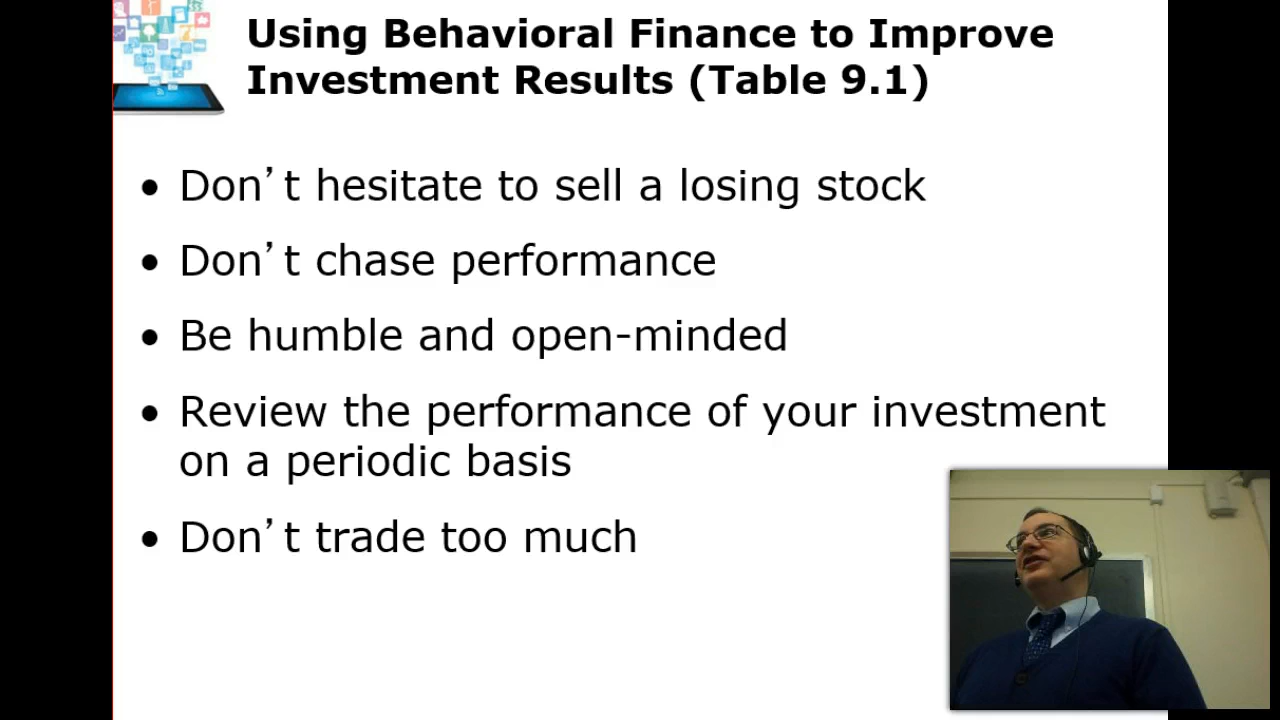 Using Behavioral Finance to Improve
Investment Results (Table 9.1)
• Don’t hesitate to sell a losing stock
• Don’t chase performance
• Be humble and open-minded
• Review the performance of your investment
on a periodic basis
• Don’t trade too much